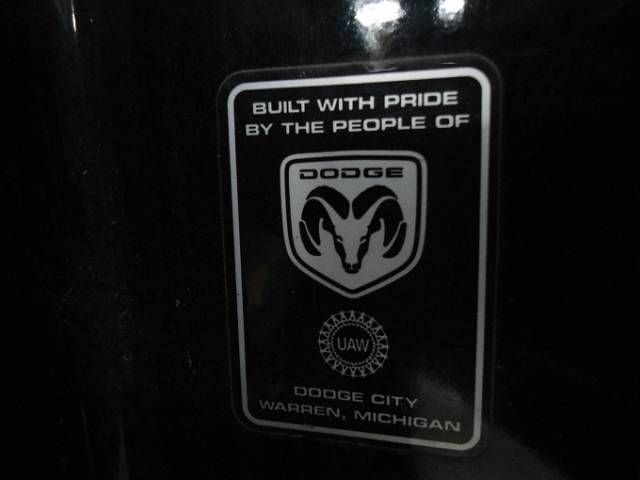 BUILT WITH PRIDE
BY THE PEOPLE OF
DODGE
UAW
DODGE CITY
WARREN, MICHIGAN